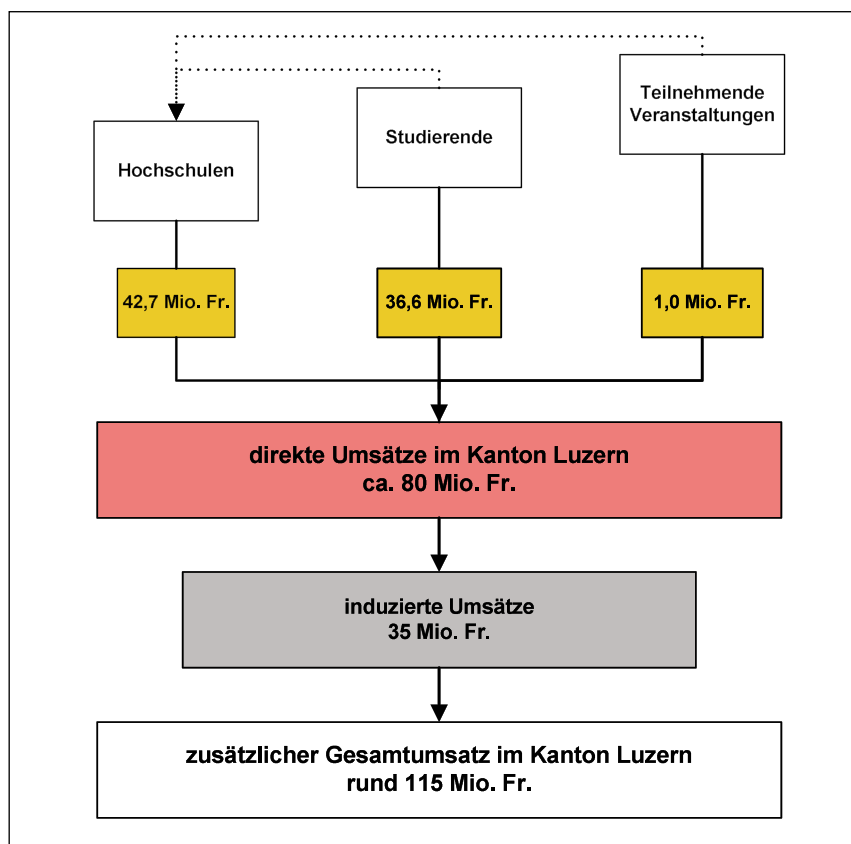 Teilnehmende
Veranstaltungen
Studierende
Hochschulen
42,7 Mio. Fr.
36,6 Mio. Fr.
1,0 Mio. Fr.
direkte Umsätze im Kanton Luzern
ca. 80 Mio. Fr.
induzierte Umsätze
35 Mio. Fr.
zusätzlicher Gesamtumsatz im Kanton Luzern
rund 115 Mio. Fr.